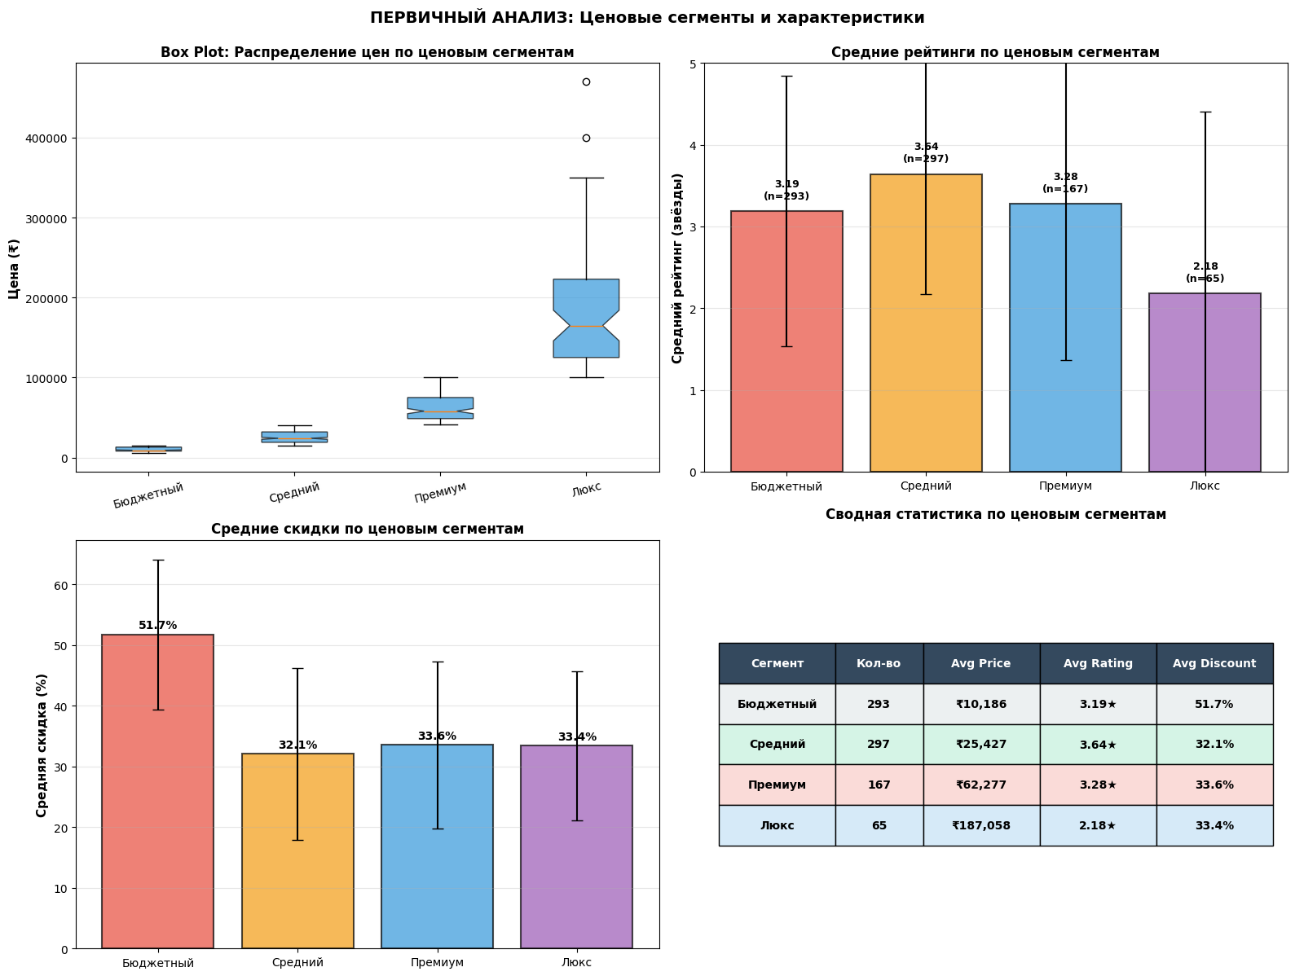 ПЕРВИЧНЫЙ АНАЛИЗ: Ценовые сегменты и характеристики
Box Plot: Распределение цен по ценовым сегментам
Цена (₹)
400000
300000
200000
100000
0
Бюджетный Средний Премиум Люкс
Средние рейтинги по ценовым сегментам
Средний рейтинг (звёзды)
5
4
3
2
1
0
3.19
(n=293)
3.64
(n=297)
3.28
(n=167)
2.18
(n=65)
Бюджетный Средний Премиум Люкс
Средние скидки по ценовым сегментам
Средняя скидка (%)
60
50
40
30
20
10
0
51.7%
32.1%
33.6%
33.4%
Бюджетный Средний Премиум Люкс
Сводная статистика по ценовым сегментам
Сегмент Кол-во Avg Price Avg Rating Avg Discount
Бюджетный 293 ₹10,186 3.19★ 51.7%
Средний 297 ₹25,427 3.64★ 32.1%
Премиум 167 ₹62,277 3.28★ 33.6%
Люкс 65 ₹187,058 2.18★ 33.4%